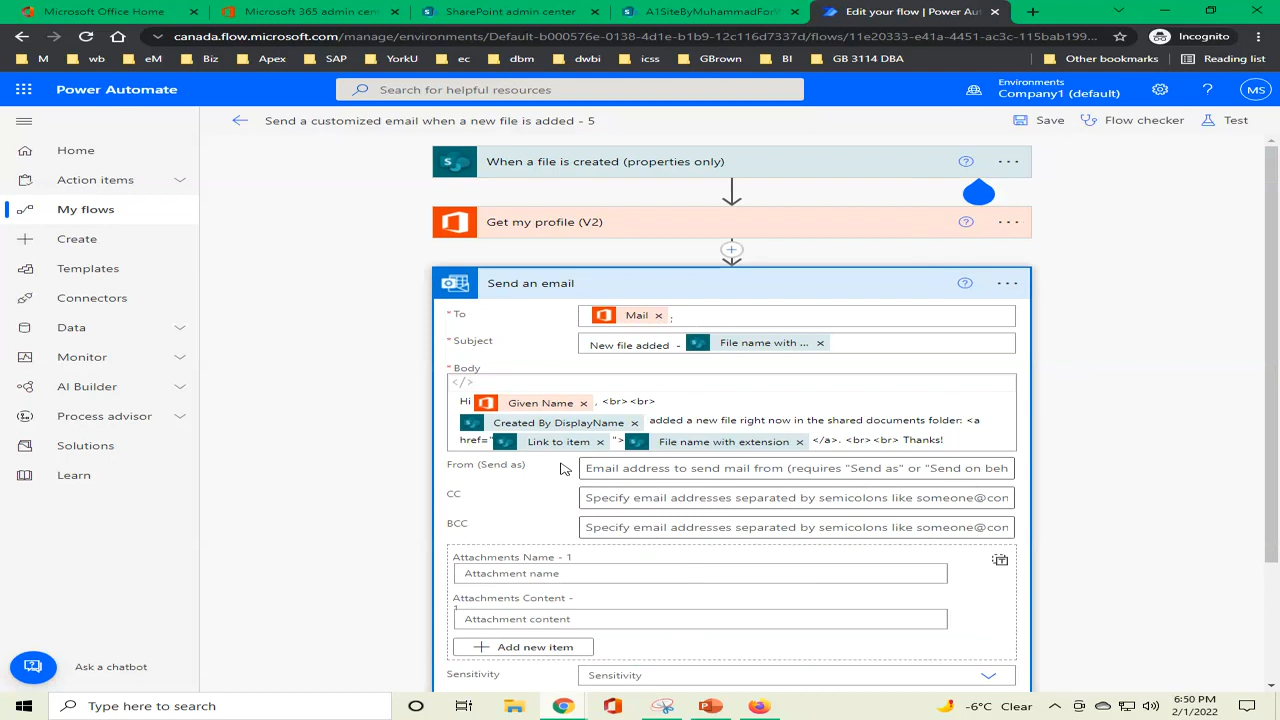 Microsoft Office Home
Microsoft 365 admin cen
SharePoint admin center
A1SiteByMuhammadForW
Edit your flow | Power Aut
canada.flow.microsoft.com/manage/environments/Default-b000576e-0138-4d1e-b1b9-12c116d7337d/flows/11e20333-e41a-4451-ac3c-115bab199...
Incognito
M
wb
eM
Biz
Apex
SAP
YorkU
ec
dbm
dwbi
icss
GBrown
BI
GB 3114 DBA
Other bookmarks
Reading list
Power Automate
Search for helpful resources
Environments
Company1 (default)
MS
Send a customized email when a new file is added - 5
Save
Flow checker
Test
Home
Action items
My flows
Create
Templates
Connectors
Data
Monitor
AI Builder
Process advisor
Solutions
Learn
Ask a chatbot
When a file is created (properties only)
Get my profile (V2)
Send an email
* To
Mail × ;
* Subject
New file added - File name with ... ×
* Body
</>
Hi Given Name × , <br><br>
Created By DisplayName × added a new file right now in the shared documents folder: <a
href=" Link to item × "> File name with extension × </a>. <br><br> Thanks!
From (Send as)
Email address to send mail from (requires "Send as" or "Send on beh
CC
Specify email addresses separated by semicolons like someone@con
BCC
Specify email addresses separated by semicolons like someone@con
Attachments Name - 1
Attachment name
Attachments Content -
1
Attachment content
Add new item
Sensitivity
Sensitivity
Type here to search
-6°C Clear
6:50 PM
2/1/2022